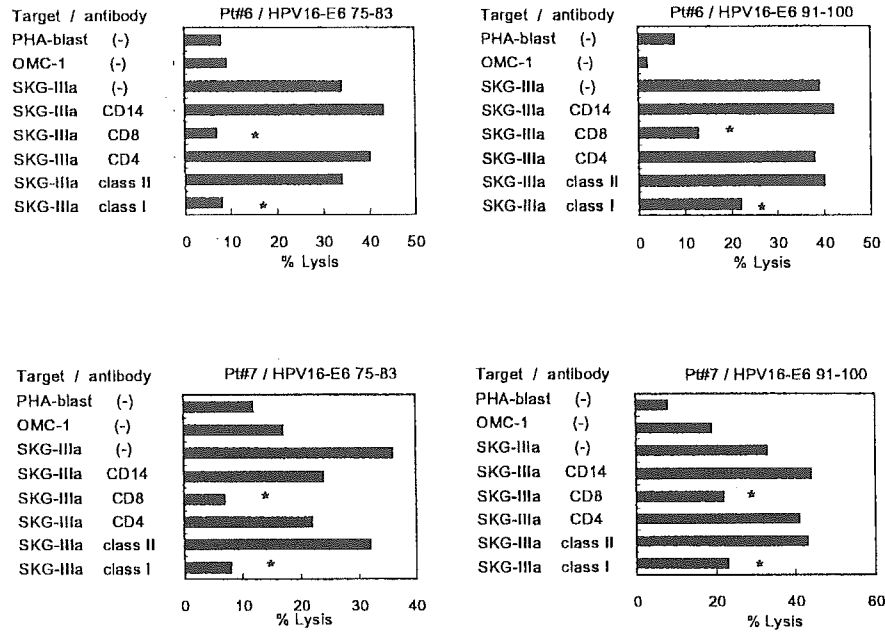 Target / antibody Pt#6 / HPV16-E6 75-83
PHA-blast (-)
OMC-1 (-)
SKG-IIIa (-)
SKG-IIIa CD14
SKG-IIIa CD8 *
SKG-IIIa CD4
SKG-IIIa class II
SKG-IIIa class I *
0 10 20 30 40 50
% Lysis
Target / antibody Pt#6 / HPV16-E6 91-100
PHA-blast (-)
OMC-1 (-)
SKG-IIIa (-)
SKG-IIIa CD14
SKG-IIIa CD8 *
SKG-IIIa CD4
SKG-IIIa class II
SKG-IIIa class I *
0 20 40 60
% Lysis
Target / antibody Pt#7 / HPV16-E6 75-83
PHA-blast (-)
OMC-1 (-)
SKG-IIIa (-)
SKG-IIIa CD14
SKG-IIIa CD8 *
SKG-IIIa CD4
SKG-IIIa class II
SKG-IIIa class I *
0 10 20 30 40
% Lysis
Target / antibody Pt#7 / HPV16-E6 91-100
PHA-blast (-)
OMC-1 (-)
SKG-IIIa (-)
SKG-IIIa CD14
SKG-IIIa CD8 *
SKG-IIIa CD4
SKG-IIIa class II
SKG-IIIa class I *
0 20 40 60
% Lysis